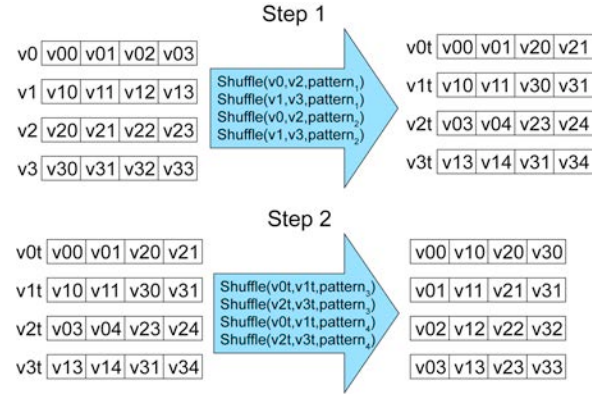 Step 1
v0 v00 v01 v02 v03
v1 v10 v11 v12 v13
v2 v20 v21 v22 v23
v3 v30 v31 v32 v33
Shuffle(v0,v2,pattern₁)
Shuffle(v1,v3,pattern₁)
Shuffle(v0,v2,pattern₂)
Shuffle(v1,v3,pattern₂)
v0t v00 v01 v20 v21
v1t v10 v11 v30 v31
v2t v03 v04 v23 v24
v3t v13 v14 v31 v34
Step 2
v0t v00 v01 v20 v21
v1t v10 v11 v30 v31
v2t v03 v04 v23 v24
v3t v13 v14 v31 v34
Shuffle(v0t,v1t,pattern₃)
Shuffle(v2t,v3t,pattern₃)
Shuffle(v0t,v1t,pattern₄)
Shuffle(v2t,v3t,pattern₄)
v00 v10 v20 v30
v01 v11 v21 v31
v02 v12 v22 v32
v03 v13 v23 v33